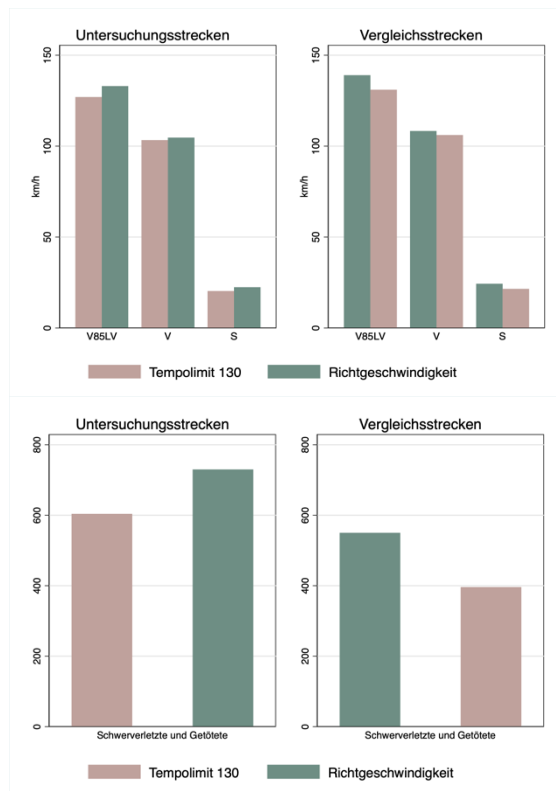 Untersuchungsstrecken
Vergleichsstrecken
km/h
150
100
50
0
V85LV V S
km/h
150
100
50
0
V85LV V S
Tempolimit 130 Richtgeschwindigkeit
Untersuchungsstrecken
Vergleichsstrecken
800
600
400
200
0
Schwerverletzte und Getötete
800
600
400
200
0
Schwerverletzte und Getötete
Tempolimit 130 Richtgeschwindigkeit